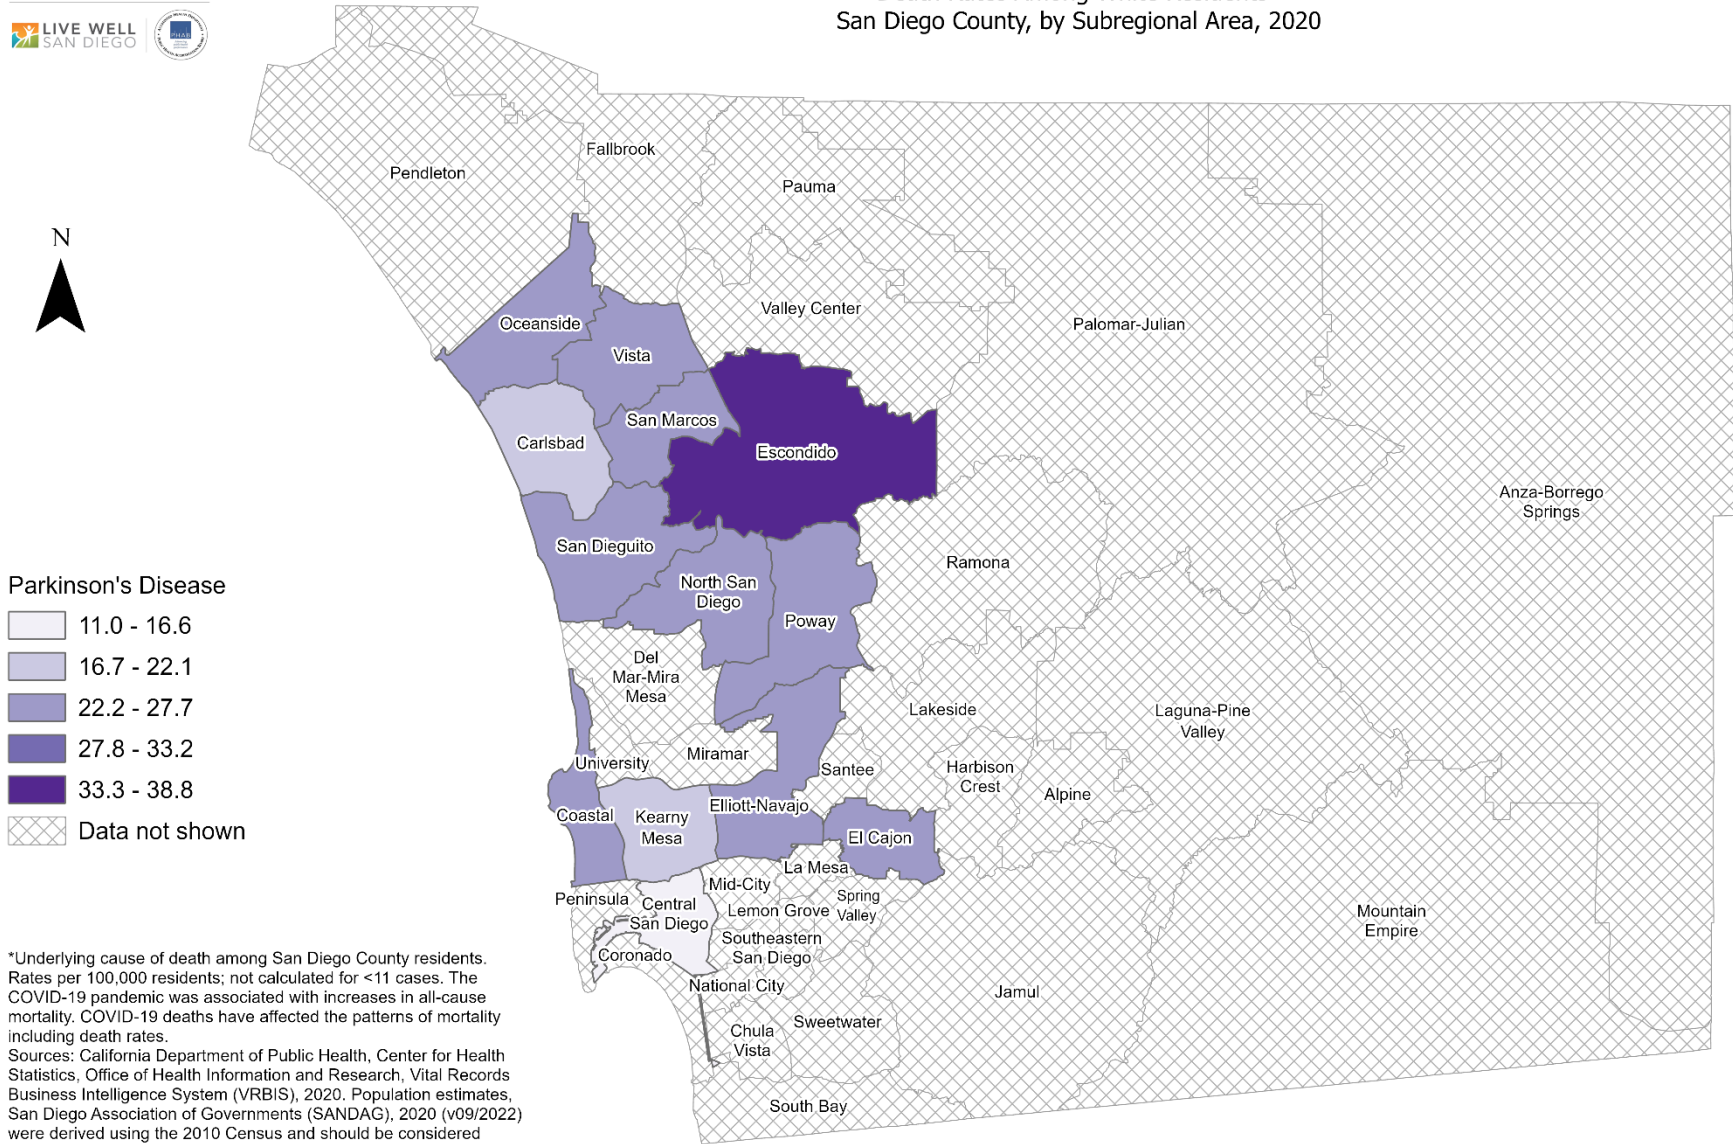 LIVE WELL
SAN DIEGO
San Diego County, by Subregional Area, 2020
Fallbrook
Pendleton
Pauma
N
Valley Center
Oceanside
Palomar-Julian
Vista
San Marcos
Carlsbad
Escondido
Anza-Borrego
Springs
San Dieguito
Ramona
North San
Diego
Poway
Del
Mar-Mira
Mesa
Lakeside
Laguna-Pine
Valley
Miramar
University
Santee
Harbison
Crest
Alpine
Elliott-Navajo
Coastal
Kearny
Mesa
El Cajon
La Mesa
Mid-City
Peninsula
Central
San Diego
Lemon Grove
Spring
Valley
Mountain
Empire
Southeastern
San Diego
Coronado
National City
Jamul
Sweetwater
Chula
Vista
South Bay
Parkinson's Disease
11.0 - 16.6
16.7 - 22.1
22.2 - 27.7
27.8 - 33.2
33.3 - 38.8
Data not shown
*Underlying cause of death among San Diego County residents.
Rates per 100,000 residents; not calculated for <11 cases. The
COVID-19 pandemic was associated with increases in all-cause
mortality. COVID-19 deaths have affected the patterns of mortality
including death rates.
Sources: California Department of Public Health, Center for Health
Statistics, Office of Health Information and Research, Vital Records
Business Intelligence System (VRBIS), 2020. Population estimates,
San Diego Association of Governments (SANDAG), 2020 (v09/2022)
were derived using the 2010 Census and should be considered